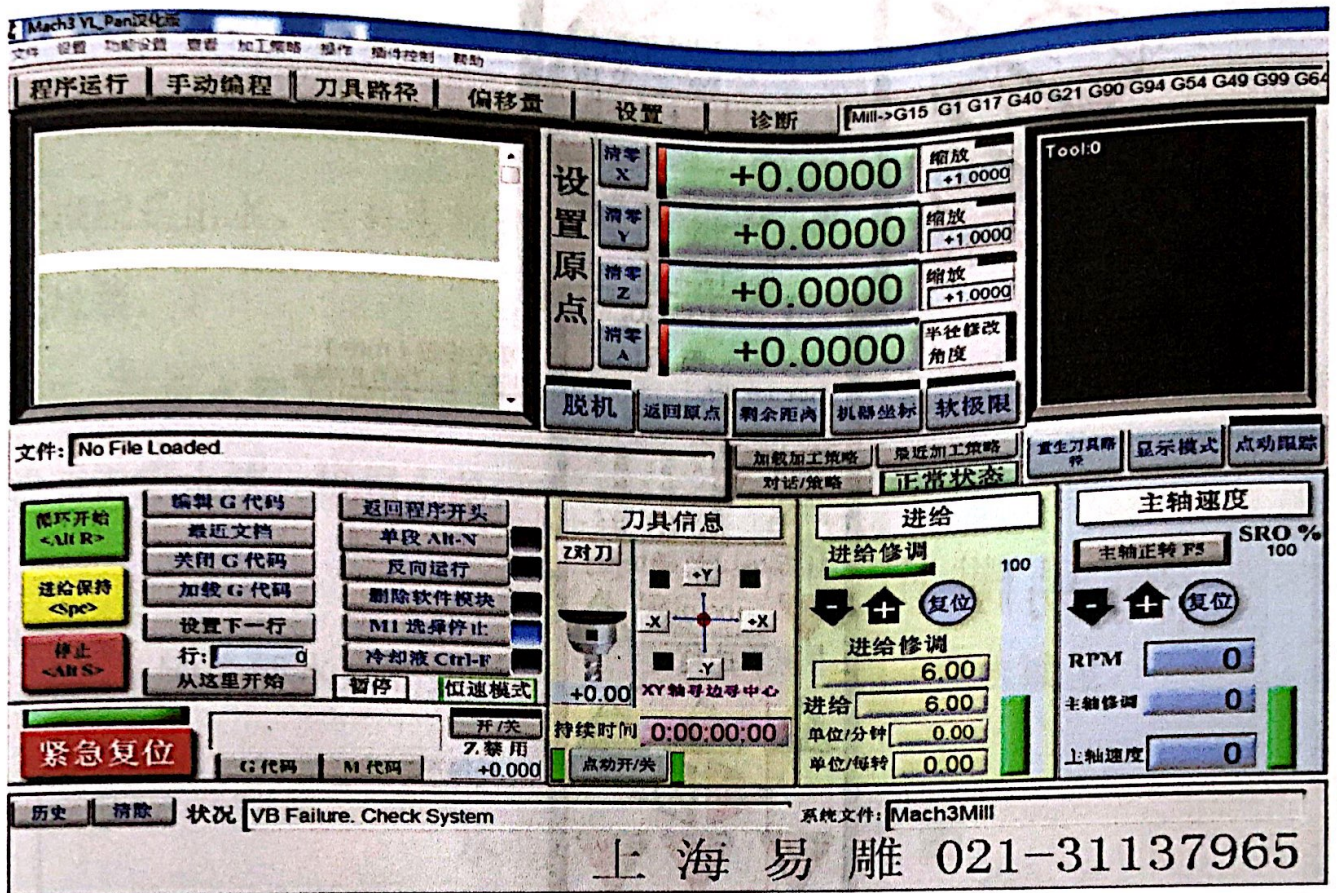 Mach3 YL_Pan汉化版
文件 设置 功能设置 查看 加工策略 操作 插件控制 帮助
程序运行 手动编程 刀具路径 偏移量 设置 诊断 Mill->G15 G1 G17 G40 G21 G90 G94 G54 G49 G99 G64
设置原点
清零 X +0.0000 缩放 +1.0000
清零 Y +0.0000 缩放 +1.0000
清零 Z +0.0000 缩放 +1.0000
清零 A +0.0000 半径修改 角度
Tool:0
脱机 返回原点 剩余距离 机器坐标 软极限
重生刀具路径 显示模式 点动跟踪
文件: No File Loaded.
加载加工策略 最近加工策略
对话/策略 正常状态
循环开始 <Alt R>
进给保持 <Spc>
停止 <Alt S>
编辑 G 代码
最近文档
关闭 G 代码
加载 G 代码
设置下一行
行: 0
从这里开始
返回程序开头
单段 Alt-N
反向运行
删除软件模块
M1 选择停止
冷却液 Ctrl-F
暂停 恒速模式
紧急复位
G 代码 M 代码
开/关
Z 禁用
+0.000
刀具信息
Z对刀
+Y
-X +X
-Y
+0.00 XY轴寻边寻中心
持续时间 0:00:00:00
点动开/关
进给
进给修调 100
- + 复位
进给修调
6.00
进给 6.00
单位/分钟 0.00
单位/每转 0.00
主轴速度
主轴正转 F5 SRO % 100
- + 复位
RPM 0
主轴修调 0
主轴速度 0
历史 清除 状况 VB Failure. Check System 系统文件: Mach3Mill
上海易雕 021-31137965